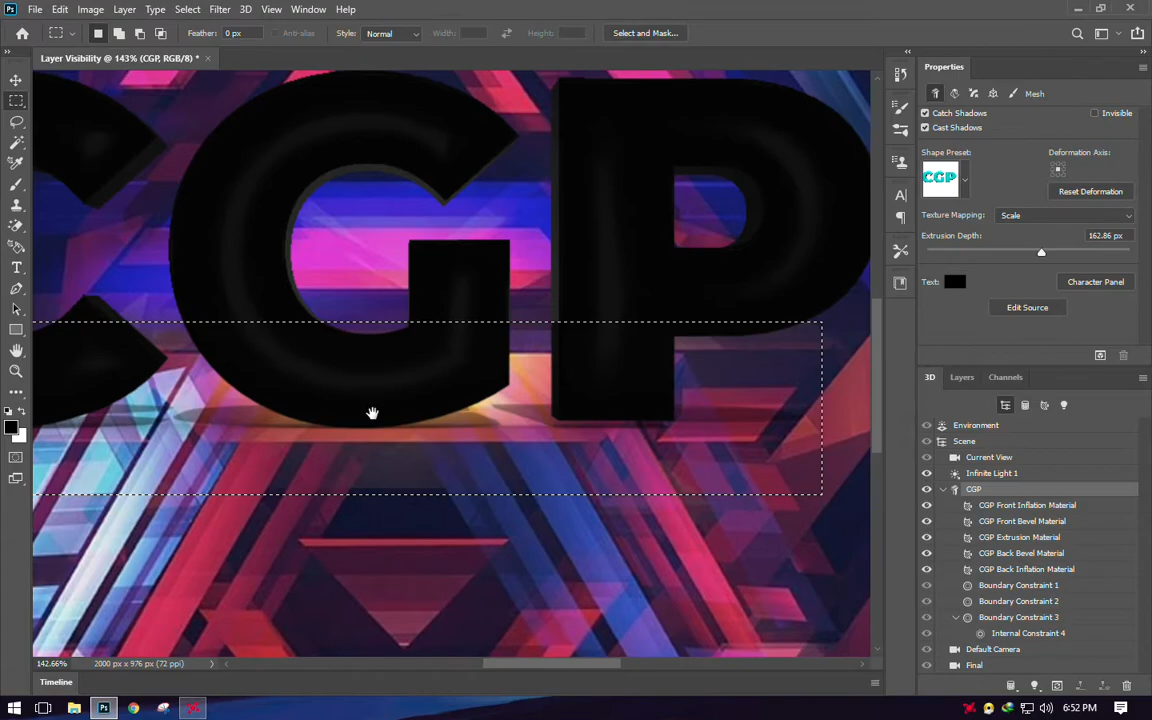 Ps File Edit Image Layer Type Select Filter 3D View Window Help
Feather: 0 px Anti-alias Style: Normal Width: Height: Select and Mask...
Layer Visibility @ 143% (CGP, RGB/8) *
CGP
Properties
Mesh
Catch Shadows Invisible
Cast Shadows
Shape Preset: Deformation Axis:
CGP
Reset Deformation
Texture Mapping: Scale
Extrusion Depth: 162.86 px
Text: Character Panel
Edit Source
3D Layers Channels
Environment
Scene
Current View
Infinite Light 1
CGP
CGP Front Inflation Material
CGP Front Bevel Material
CGP Extrusion Material
CGP Back Bevel Material
CGP Back Inflation Material
Boundary Constraint 1
Boundary Constraint 2
Boundary Constraint 3
Internal Constraint 4
Default Camera
Final
142.66% 2000 px x 976 px (72 ppi)
Timeline
Ps
6:52 PM